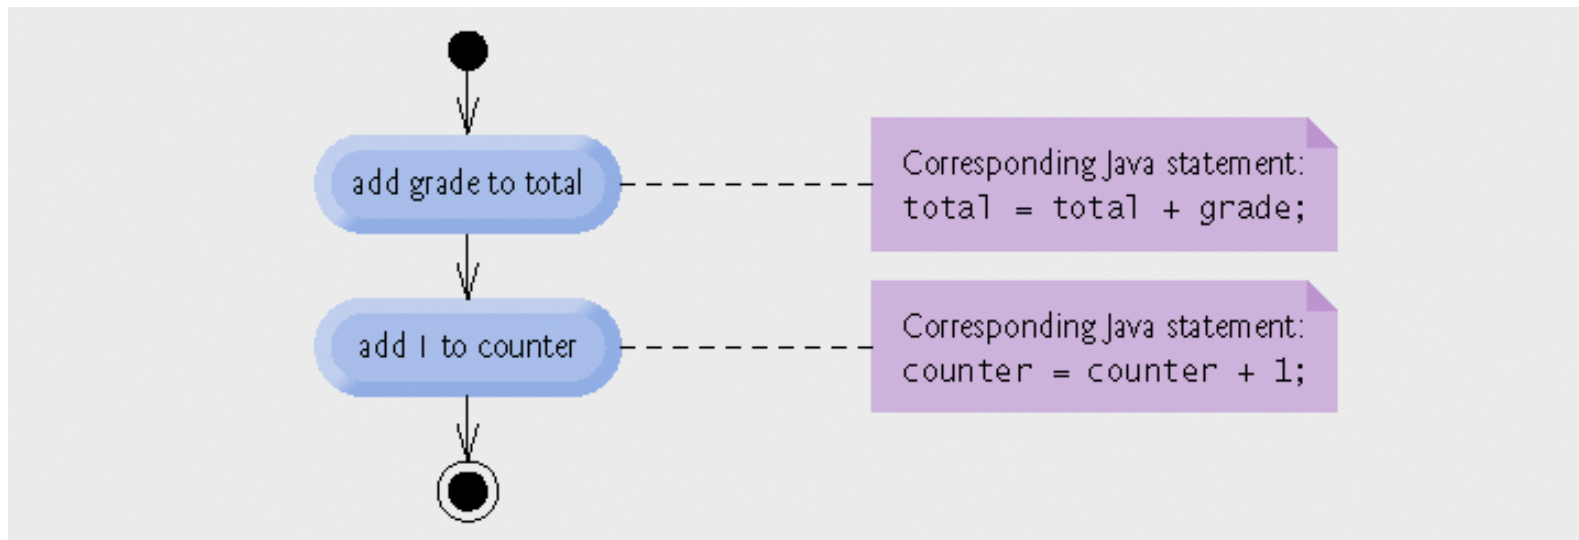 add grade to total
Corresponding Java statement:
total = total + grade;
add 1 to counter
Corresponding Java statement:
counter = counter + 1;